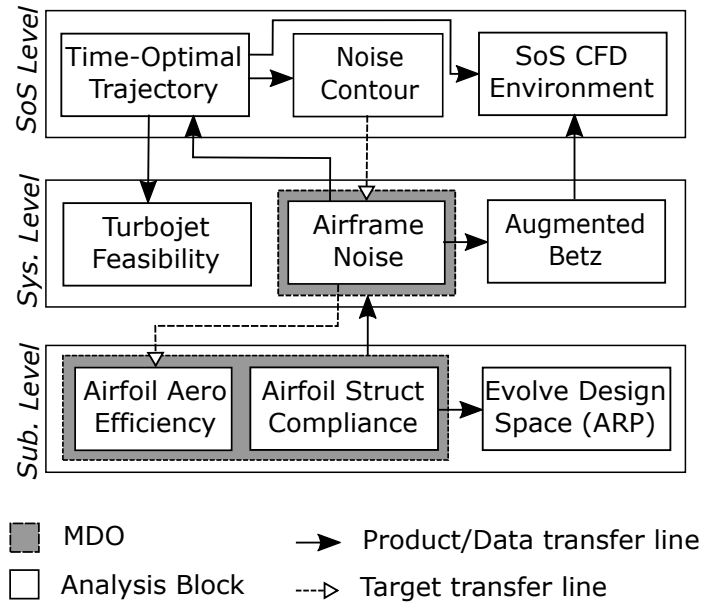 SoS Level
Time-Optimal
Trajectory
Noise
Contour
SoS CFD
Environment
Sys. Level
Turbojet
Feasibility
Airframe
Noise
Augmented
Betz
Sub. Level
Airfoil Aero
Efficiency
Airfoil Struct
Compliance
Evolve Design
Space (ARP)
MDO
Product/Data transfer line
Analysis Block
Target transfer line